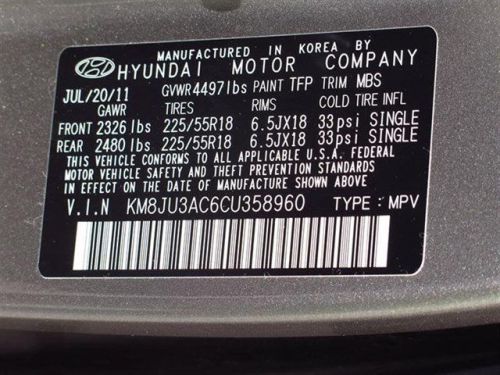 MANUFACTURED IN KOREA BY
HYUNDAI MOTOR COMPANY
JUL/20/11 GVWR4497lbs PAINT TFP TRIM MBS
GAWR TIRES RIMS COLD TIRE INFL
FRONT 2326lbs 225/55R18 6.5JX18 33psi SINGLE
REAR 2480 lbs 225/55R18 6.5JX18 33psi SINGLE
THIS VEHICLE CONFORMS TO ALL APPLICABLE U.S.A. FEDERAL
MOTOR VEHICLE SAFETY AND THEFT PREVENTION STANDARDS
IN EFFECT ON THE DATE OF MANUFACTURE SHOWN ABOVE.
V.I.N KM8JU3AC6CU358960 TYPE: MPV